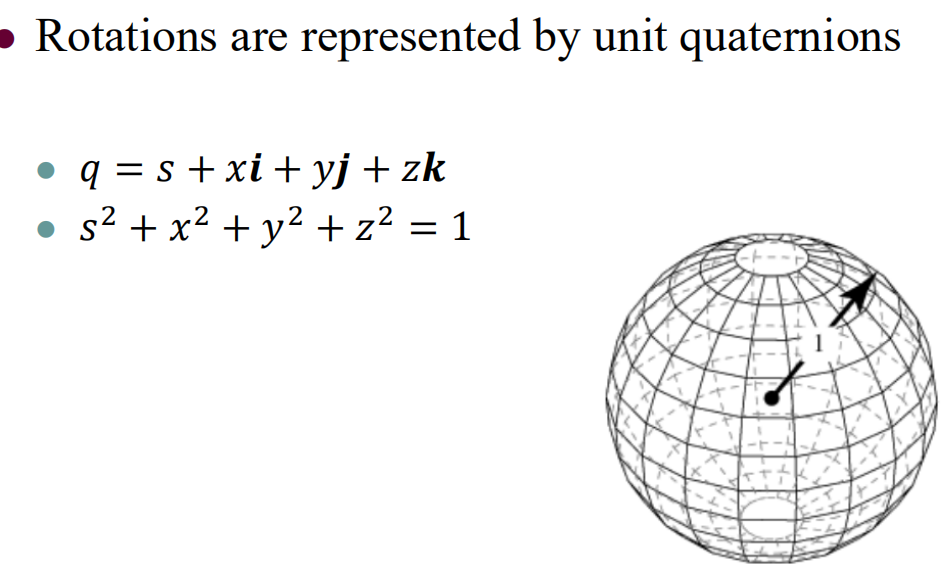 Rotations are represented by unit quaternions
q = s + xi + yj + zk
s² + x² + y² + z² = 1
1